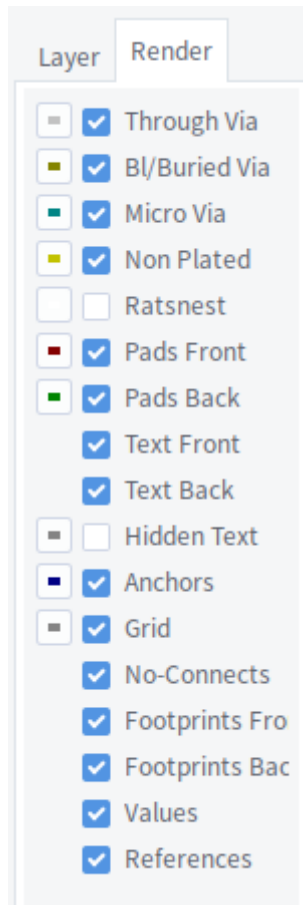 Layer Render
Through Via
Bl/Buried Via
Micro Via
Non Plated
Ratsnest
Pads Front
Pads Back
Text Front
Text Back
Hidden Text
Anchors
Grid
No-Connects
Footprints Fro
Footprints Bac
Values
References